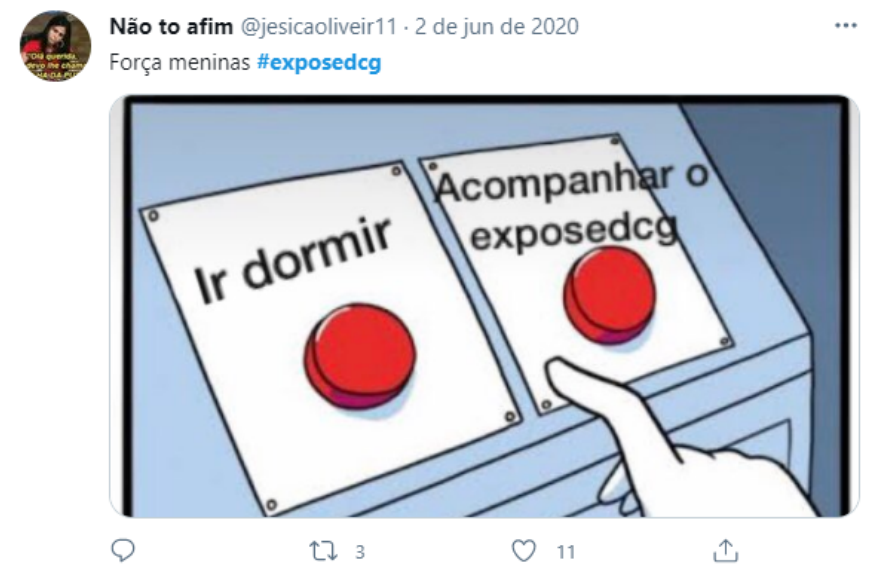 Não to afim @jesicaoliveir11 · 2 de jun de 2020
Força meninas #exposedcg
Ir dormir
Acompanhar o
exposedcg
3
11